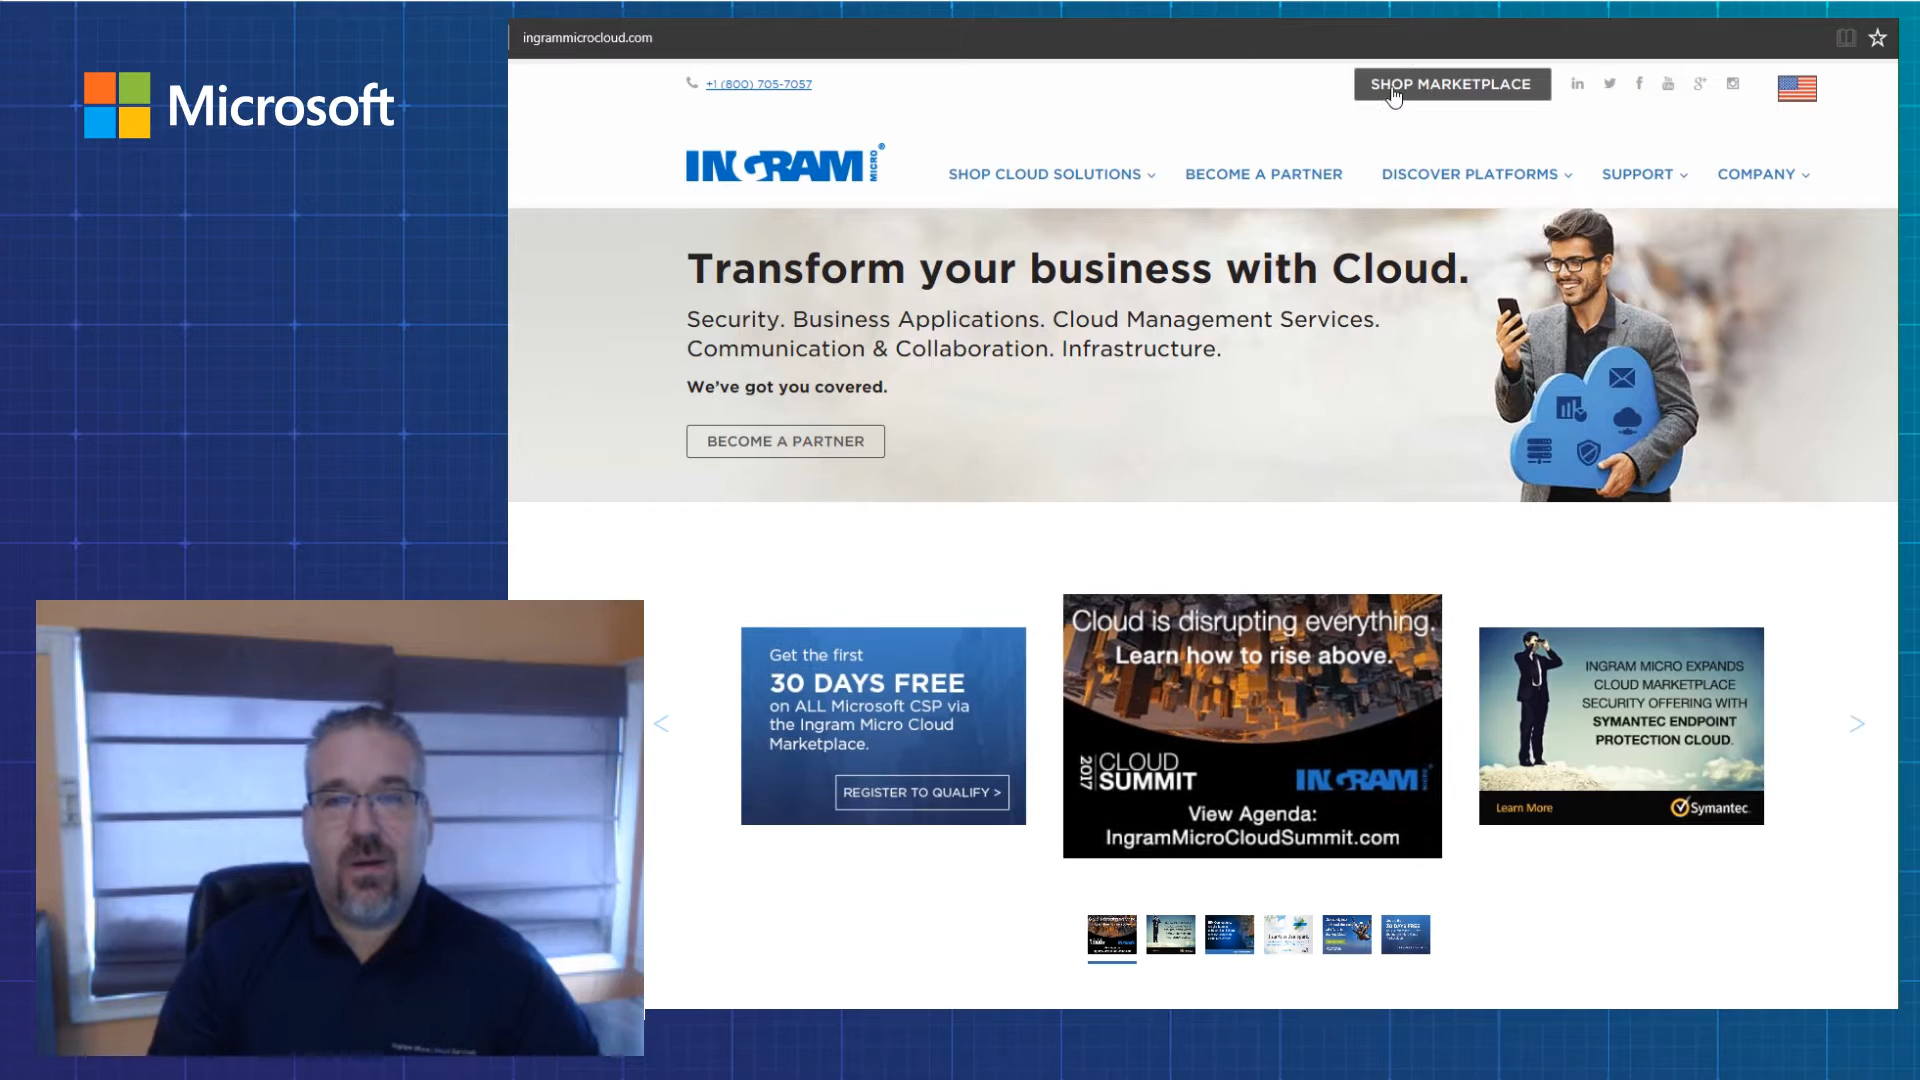 ingrammicrocloud.com
Microsoft
+1 (800) 705-7057
SHOP MARKETPLACE
INGRAM MICRO®
SHOP CLOUD SOLUTIONS
BECOME A PARTNER
DISCOVER PLATFORMS
SUPPORT
COMPANY
Transform your business with Cloud.
Security. Business Applications. Cloud Management Services.
Communication & Collaboration. Infrastructure.
We've got you covered.
BECOME A PARTNER
Get the first
30 DAYS FREE
on ALL Microsoft CSP via
the Ingram Micro Cloud
Marketplace.
REGISTER TO QUALIFY >
Cloud is disrupting everything.
Learn how to rise above.
2017 CLOUD
SUMMIT
INGRAM MICRO
View Agenda:
IngramMicroCloudSummit.com
INGRAM MICRO EXPANDS
CLOUD MARKETPLACE
SECURITY OFFERING WITH
SYMANTEC ENDPOINT
PROTECTION CLOUD.
Learn More
Symantec.